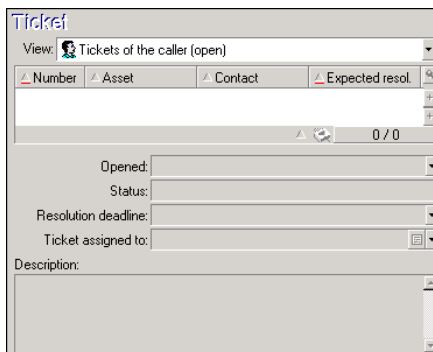 Ticket
View: Tickets of the caller (open)
Number Asset Contact Expected resol.
0 / 0
Opened:
Status:
Resolution deadline:
Ticket assigned to:
Description: